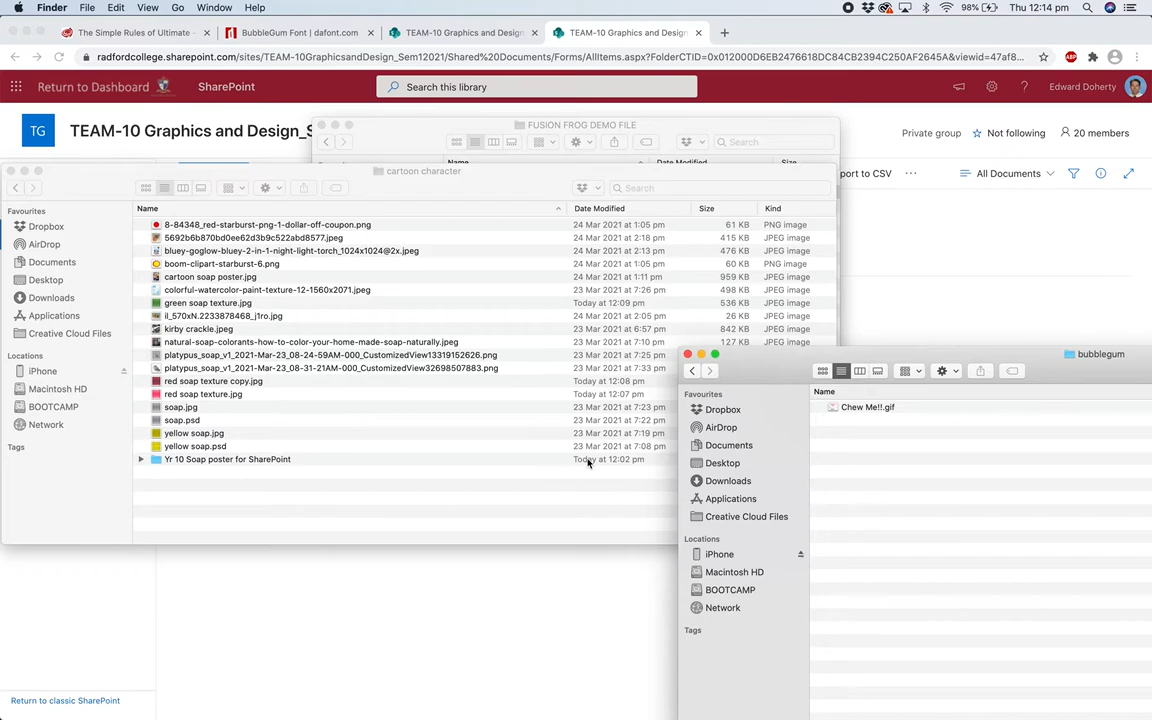 Finder File Edit View Go Window Help 98% Thu 12:14 pm
The Simple Rules of Ultimate × BubbleGum Font | dafont.com × TEAM-10 Graphics and Design_ × TEAM-10 Graphics and Design_ × +
radfordcollege.sharepoint.com/sites/TEAM-10GraphicsandDesign_Sem12021/Shared%20Documents/Forms/AllItems.aspx?FolderCTID=0x012000D6EB2476618DC84CB2394C250AF2645A&viewid=47af8...
Return to Dashboard SharePoint Search this library ? Edward Doherty
TG TEAM-10 Graphics and Design_S Private group Not following 20 members
FUSION FROG DEMO FILE
Search
Name Date Modified Size
port to CSV ... All Documents
cartoon character
Search
Favourites
Dropbox
AirDrop
Documents
Desktop
Downloads
Applications
Creative Cloud Files
Locations
iPhone
Macintosh HD
BOOTCAMP
Network
Tags
Name Date Modified Size Kind
8-84348_red-starburst-png-1-dollar-off-coupon.png 24 Mar 2021 at 1:05 pm 61 KB PNG image
5692b6b870bd0ee62d3b9c522abd8577.jpeg 24 Mar 2021 at 2:18 pm 415 KB JPEG image
bluey-goglow-bluey-2-in-1-night-light-torch_1024x1024@2x.jpeg 24 Mar 2021 at 2:13 pm 476 KB JPEG image
boom-clipart-starburst-6.png 24 Mar 2021 at 1:05 pm 60 KB PNG image
cartoon soap poster.jpg 24 Mar 2021 at 1:11 pm 959 KB JPEG image
colorful-watercolor-paint-texture-12-1560x2071.jpeg 23 Mar 2021 at 7:26 pm 498 KB JPEG image
green soap texture.jpg Today at 12:09 pm 536 KB JPEG image
il_570xN.2233878468_j1ro.jpg 24 Mar 2021 at 2:05 pm 26 KB JPEG image
kirby crackle.jpeg 23 Mar 2021 at 6:57 pm 842 KB JPEG image
natural-soap-colorants-how-to-color-your-home-made-soap-naturally.jpeg 23 Mar 2021 at 7:10 pm 127 KB JPEG image
platypus_soap_v1_2021-Mar-23_08-24-59AM-000_CustomizedView13319152626.png 23 Mar 2021 at 7:25 pm
platypus_soap_v1_2021-Mar-23_08-31-21AM-000_CustomizedView32698507883.png 23 Mar 2021 at 7:33 pm
red soap texture copy.jpg Today at 12:08 pm
red soap texture.jpg Today at 12:07 pm
soap.jpg 23 Mar 2021 at 7:23 pm
soap.psd 23 Mar 2021 at 7:22 pm
yellow soap.jpg 23 Mar 2021 at 7:19 pm
yellow soap.psd 23 Mar 2021 at 7:08 pm
Yr 10 Soap poster for SharePoint Today at 12:02 pm
bubblegum
Favourites
Dropbox
AirDrop
Documents
Desktop
Downloads
Applications
Creative Cloud Files
Locations
iPhone
Macintosh HD
BOOTCAMP
Network
Tags
Name
Chew Me!!.gif
Return to classic SharePoint